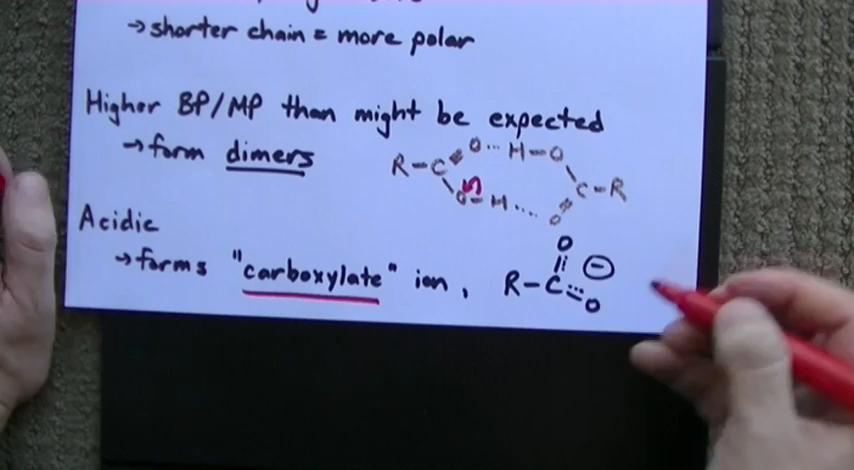 → shorter chain = more polar
Higher BP/MP than might be expected
→ form dimers
R-C O H-O
O-H O C-R
Acidic
→ forms "carboxylate" ion, R-C O O ⊖